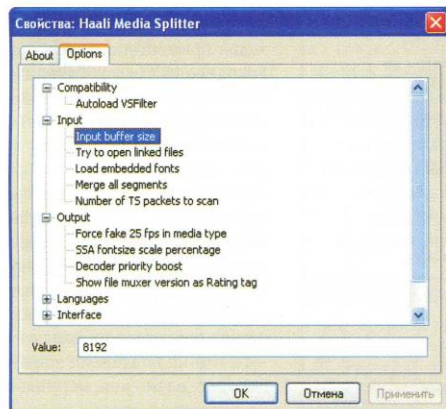 Свойства: Haali Media Splitter
About
Options
Compatibility
Autoload VSFilter
Input
Input buffer size
Try to open linked files
Load embedded fonts
Merge all segments
Number of TS packets to scan
Output
Force fake 25 fps in media type
SSA fontsize scale percentage
Decoder priority boost
Show file muxer version as Rating tag
Languages
Interface
Value: 8192
OK
Отмена
Применить